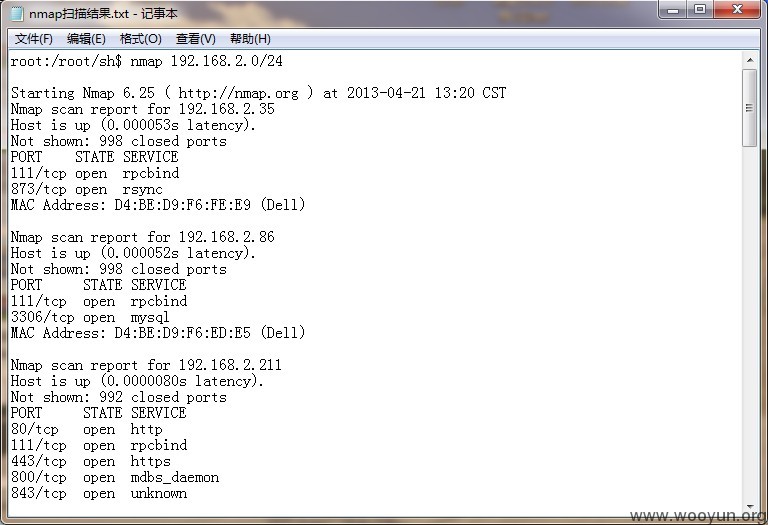 nmap扫描结果.txt - 记事本
文件(F) 编辑(E) 格式(O) 查看(V) 帮助(H)
root:/root/sh$ nmap 192.168.2.0/24
Starting Nmap 6.25 ( http://nmap.org ) at 2013-04-21 13:20 CST
Nmap scan report for 192.168.2.35
Host is up (0.000053s latency).
Not shown: 998 closed ports
PORT    STATE SERVICE
111/tcp open  rpcbind
873/tcp open  rsync
MAC Address: D4:BE:D9:F6:FE:E9 (Dell)
Nmap scan report for 192.168.2.86
Host is up (0.000052s latency).
Not shown: 998 closed ports
PORT     STATE SERVICE
111/tcp  open  rpcbind
3306/tcp open  mysql
MAC Address: D4:BE:D9:F6:ED:E5 (Dell)
Nmap scan report for 192.168.2.211
Host is up (0.0000080s latency).
Not shown: 992 closed ports
PORT     STATE SERVICE
80/tcp   open  http
111/tcp  open  rpcbind
443/tcp  open  https
800/tcp  open  mdbs_daemon
843/tcp  open  unknown
www.wooyun.org